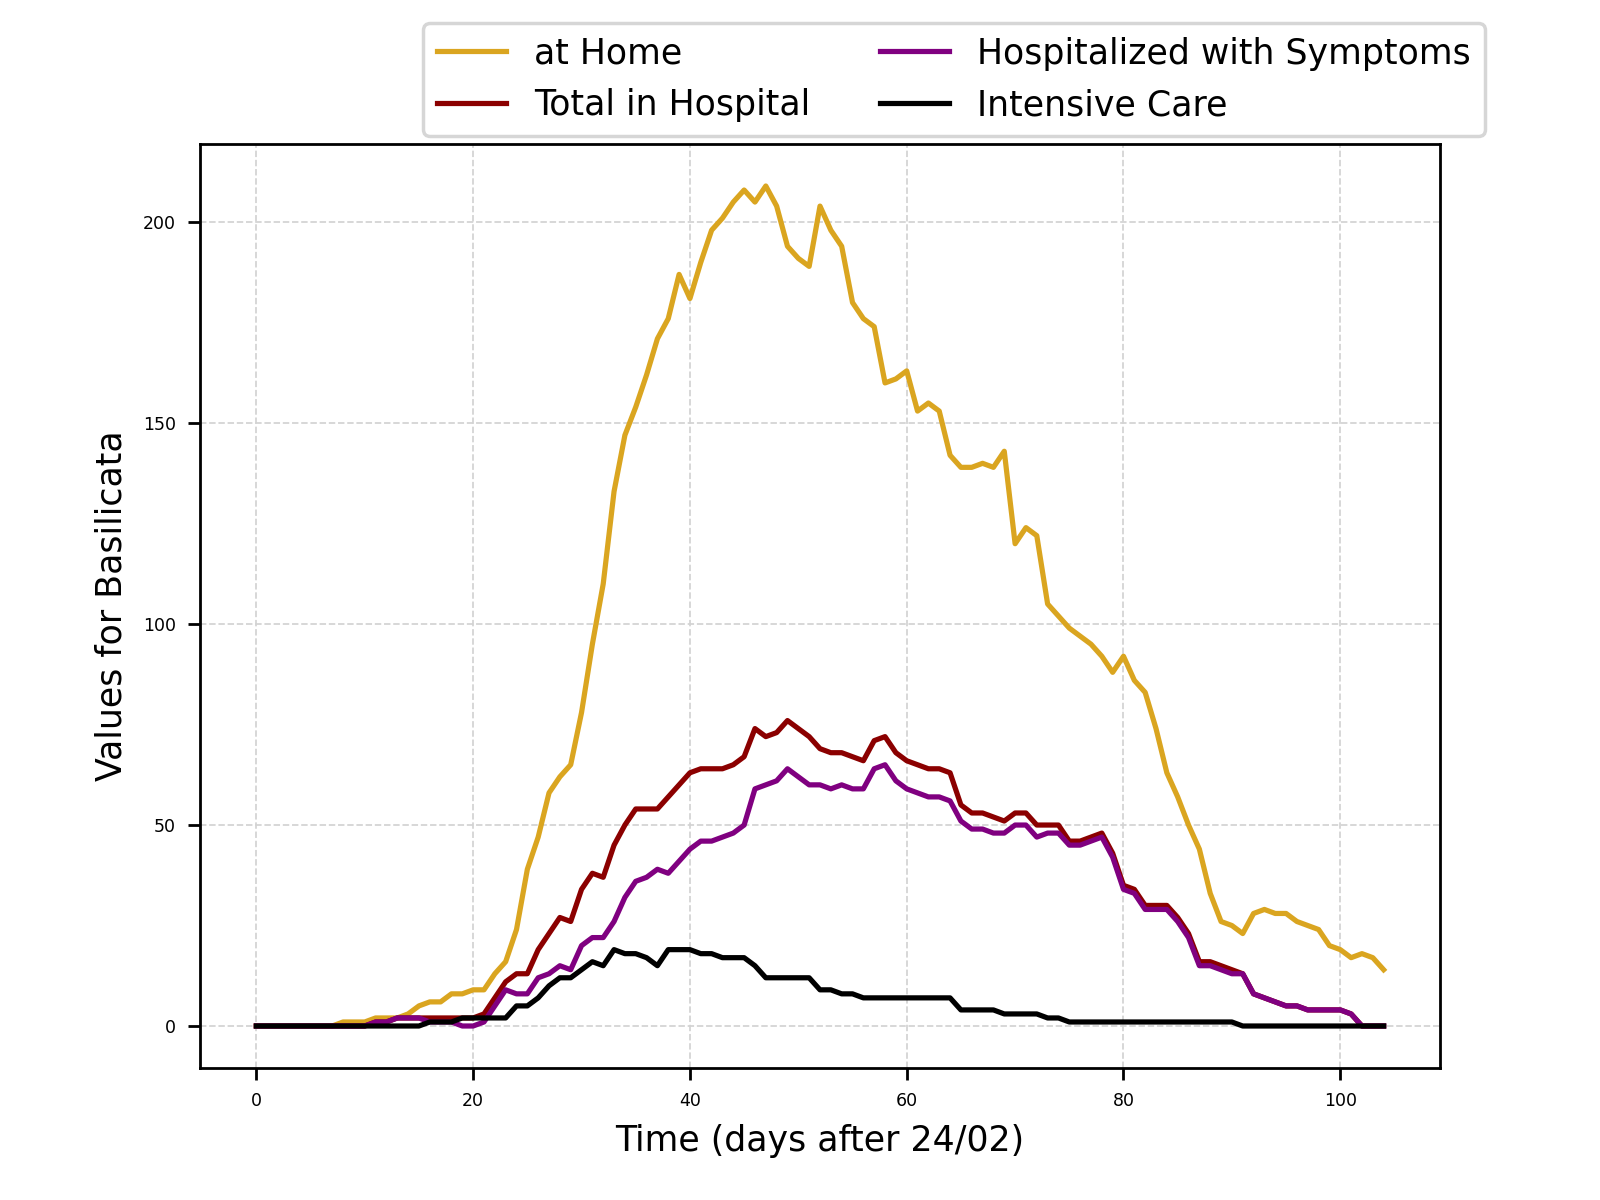 at Home
Total in Hospital
Hospitalized with Symptoms
Intensive Care
Values for Basilicata
200
150
100
50
0
0 20 40 60 80 100
Time (days after 24/02)